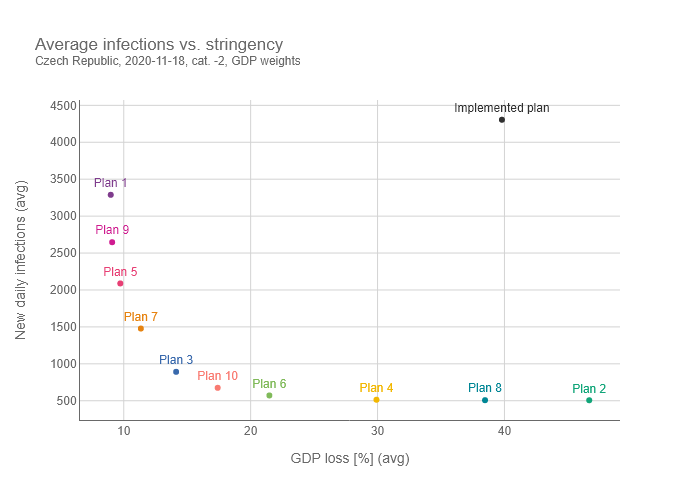 Average infections vs. stringency
Czech Republic, 2020-11-18, cat. -2, GDP weights
4500
4000
3500
3000
2500
2000
1500
1000
500
New daily infections (avg)
Implemented plan
Plan 1
Plan 9
Plan 5
Plan 7
Plan 3
Plan 10
Plan 6
Plan 4
Plan 8
Plan 2
10
20
30
40
GDP loss [%] (avg)